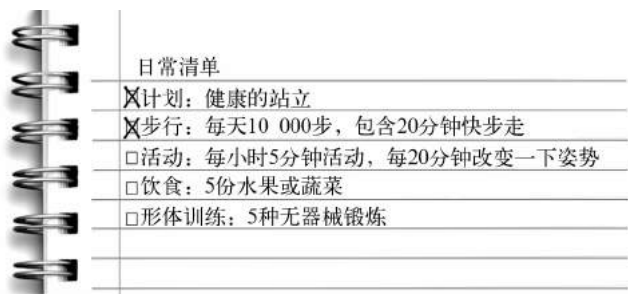 日常清单
☒计划：健康的站立
☒步行：每天10 000步，包含20分钟快步走
□活动：每小时5分钟活动，每20分钟改变一下姿势
□饮食：5份水果或蔬菜
□形体训练：5种无器械锻炼